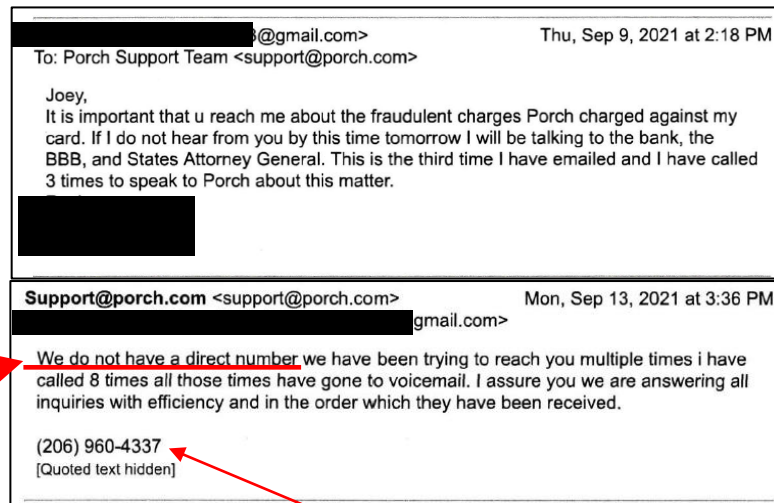 @gmail.com> Thu, Sep 9, 2021 at 2:18 PM
To: Porch Support Team <support@porch.com>
Joey,
It is important that u reach me about the fraudulent charges Porch charged against my
card. If I do not hear from you by this time tomorrow I will be talking to the bank, the
BBB, and States Attorney General. This is the third time I have emailed and I have called
3 times to speak to Porch about this matter.
Support@porch.com <support@porch.com> Mon, Sep 13, 2021 at 3:36 PM
gmail.com>
We do not have a direct number we have been trying to reach you multiple times i have
called 8 times all those times have gone to voicemail. I assure you we are answering all
inquiries with efficiency and in the order which they have been received.
(206) 960-4337
[Quoted text hidden]